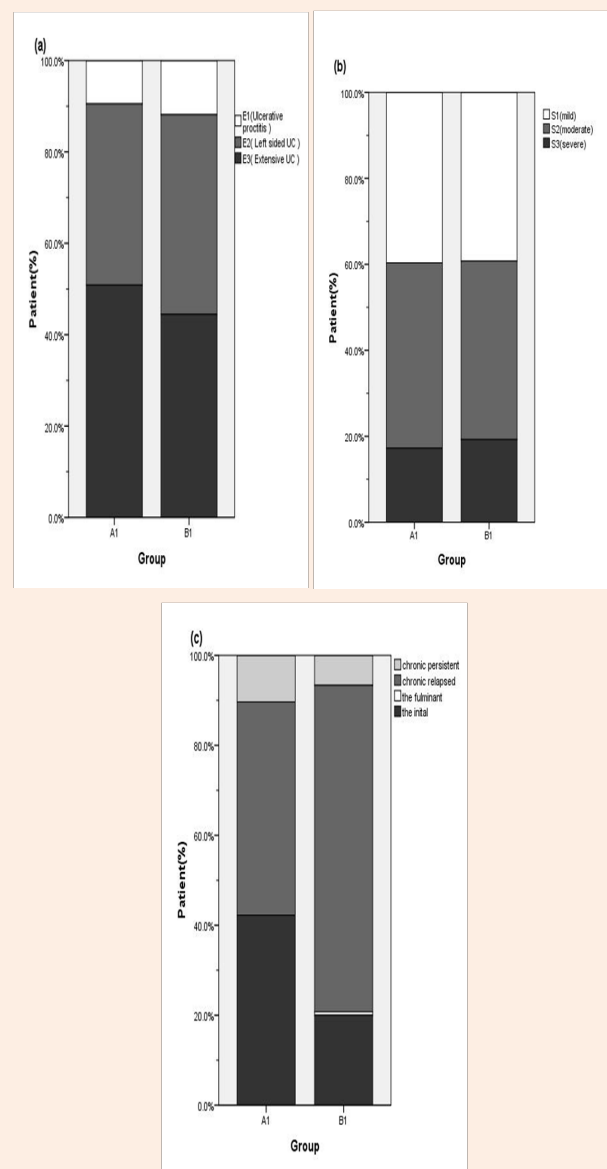 (a)
100.0%
80.0%
60.0%
40.0%
20.0%
0.0%
Patient(%)
A1
B1
Group
E1(Ulcerative
proctitis )
E2( Left sided UC )
E3( Extensive UC )
(b)
100.0%
80.0%
60.0%
40.0%
20.0%
0.0%
Patient(%)
A1
B1
Group
S1(mild)
S2(moderate)
S3(severe)
(c)
100.0%
80.0%
60.0%
40.0%
20.0%
0.0%
Patient(%)
A1
B1
Group
chronic persistent
chronic relapsed
the fulminant
the inital